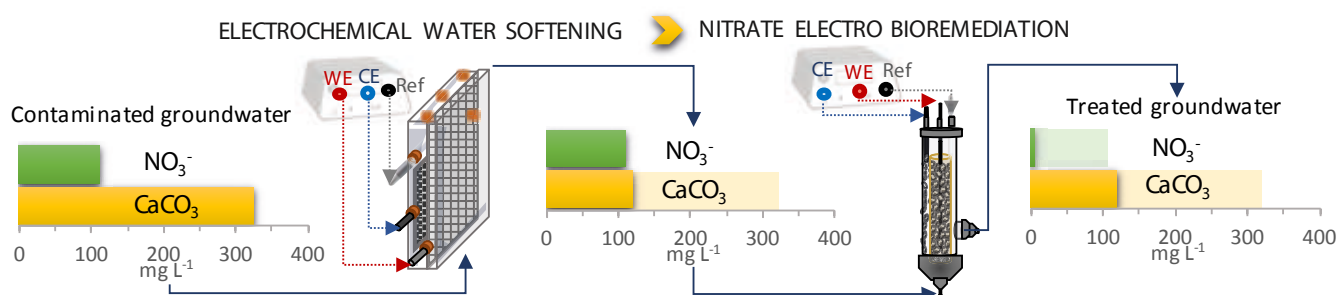 ELECTROCHEMICAL WATER SOFTENING
NITRATE ELECTRO BIOREMEDIATION
Contaminated groundwater
NO₃⁻
CaCO₃
0 100 200 300 400
mg L⁻¹
WE CE Ref
NO₃⁻
CaCO₃
0 100 200 300 400
mg L⁻¹
CE WE Ref
Treated groundwater
NO₃⁻
CaCO₃
0 100 200 300 400
mg L⁻¹